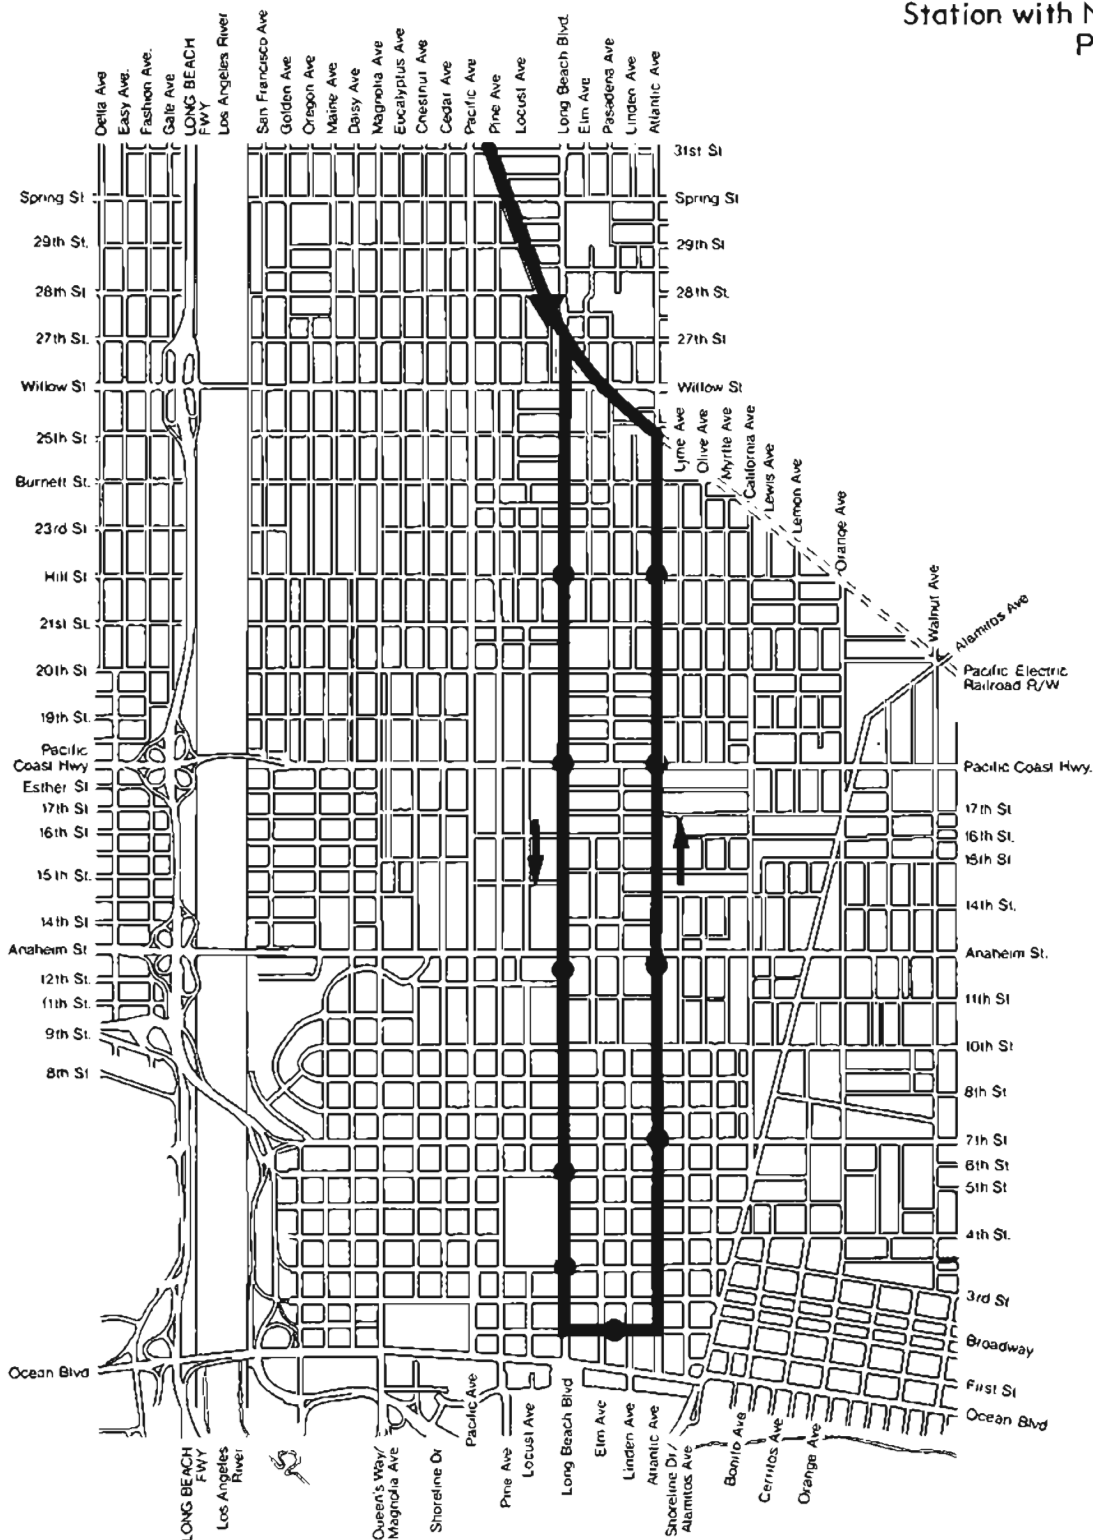 Station with
Delta Ave
Easy Ave.
Fashion Ave.
Gale Ave
LONG BEACH
FWY
Los Angeles River
San Francisco Ave
Golden Ave
Oregon Ave
Maine Ave
Daisy Ave
Magnolia Ave
Eucalyptus Ave
Chestnut Ave
Cedar Ave
Pacific Ave
Pine Ave
Locust Ave
Long Beach Blvd.
Elm Ave
Pasadena Ave
Linden Ave
Atlantic Ave
Spring St
29th St.
28th St
27th St.
Willow St
25th St
Burnett St.
23rd St
Hill St
21st St.
20th St
19th St.
Pacific
Coast Hwy
Esther St
17th St
16th St
15th St.
14th St
Anaheim St
12th St.
11th St.
9th St.
8th St
Ocean Blvd
31st St
Spring St
29th St
28th St.
27th St
Willow St
Lime Ave
Olive Ave
Myrtle Ave
California Ave
Lewis Ave
Lemon Ave
Orange Ave
Walnut Ave
Alamitos Ave
Pacific Electric
Railroad R/W
Pacific Coast Hwy.
17th St
16th St.
15th St
14th St.
Anaheim St.
11th St
10th St
8th St
7th St
6th St
5th St
4th St.
3rd St
Broadway
First St
Ocean Blvd
LONG BEACH
FWY
Los Angeles
River
Queen's Way/
Magnolia Ave
Shoreline Dr
Pacific Ave
Pine Ave
Locust Ave
Long Beach Blvd
Elm Ave
Linden Ave
Atlantic Ave
Shoreline Dr/
Alamitos Ave
Bonito Ave
Cerritos Ave
Orange Ave